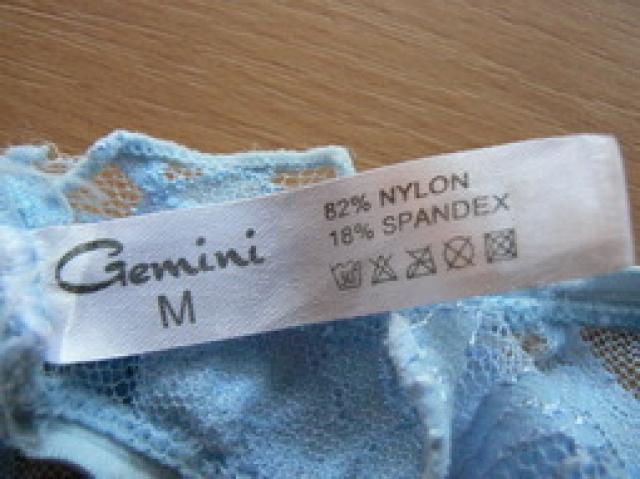 Gemini
M
82% NYLON
18% SPANDEX